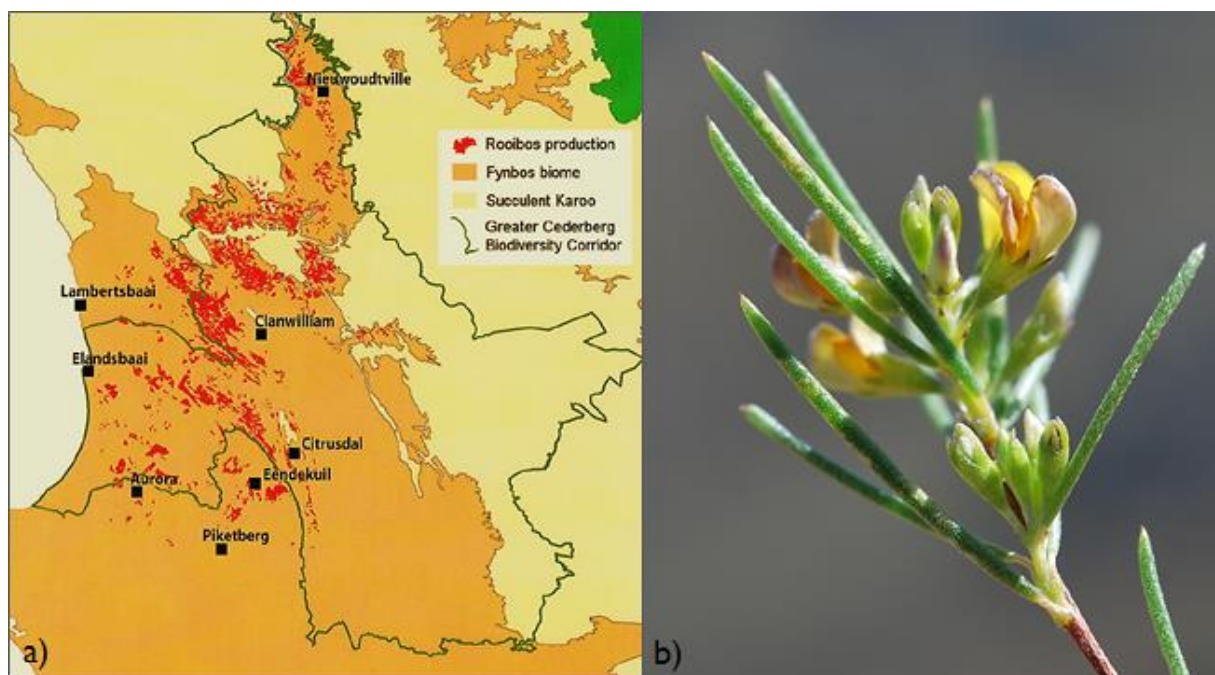 Nieuwoudtville
Rooibos production
Fynbos biome
Succulent Karoo
Greater Cederberg
Biodiversity Corridor
Lambertsbaai
Clanwilliam
Elandsbaai
Citrusdal
Eendekuil
Aurora
Piketberg
a)
b)